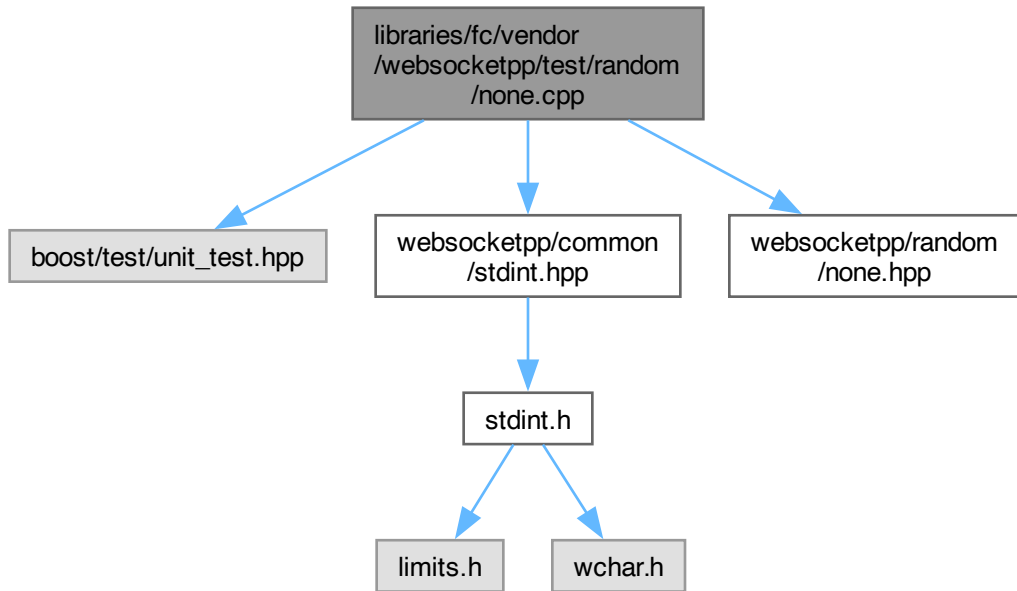 libraries/fc/vendor
/websocketpp/test/random
/none.cpp
boost/test/unit_test.hpp
websocketpp/common
/stdint.hpp
websocketpp/random
/none.hpp
stdint.h
limits.h
wchar.h